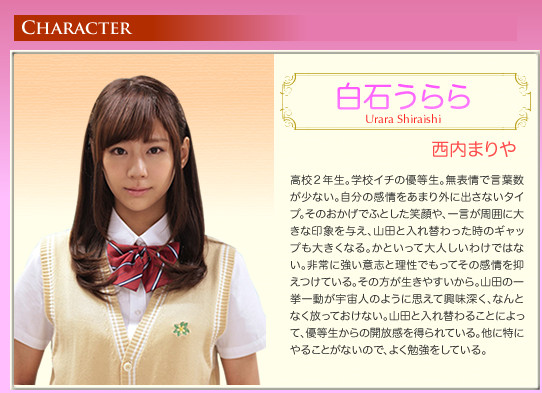 CHARACTER
白石うらら
Urara Shiraishi
西内まりや
高校２年生。学校イチの優等生。無表情で言葉数
が少ない。自分の感情をあまり外に出さないタイ
プ。そのおかげでふとした笑顔や、一言が周囲に大
きな印象を与え、山田と入れ替わった時のギャッ
プも大きくなる。かといって大人しいわけではな
い。非常に強い意志と理性でもってその感情を抑
えつけている。その方が生きやすいから。山田の一
挙一動が宇宙人のように思えて興味深く、なんと
なく放っておけない。山田と入れ替わることによっ
て、優等生からの開放感を得られている。他に特に
やることがないので、よく勉強をしている。